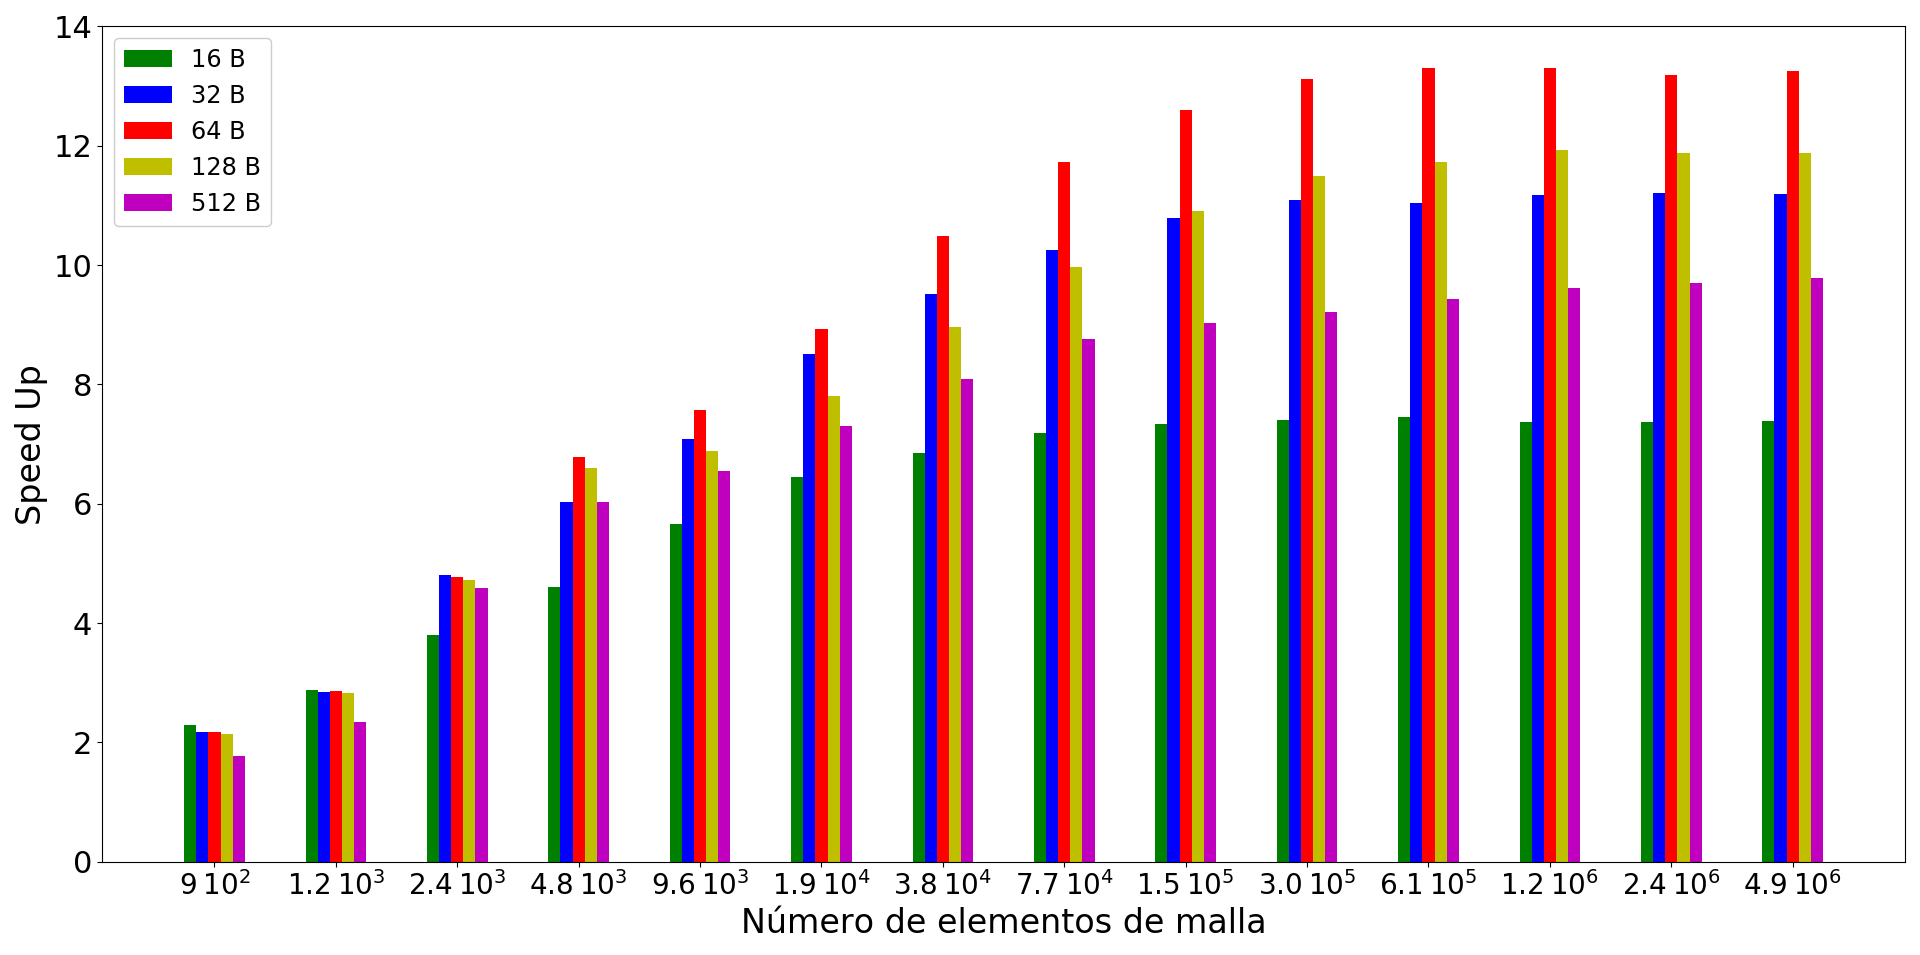 14
12
10
8
6
4
2
0
Speed Up
16 B
32 B
64 B
128 B
512 B
9 10² 1.2 10³ 2.4 10³ 4.8 10³ 9.6 10³ 1.9 10⁴ 3.8 10⁴ 7.7 10⁴ 1.5 10⁵ 3.0 10⁵ 6.1 10⁵ 1.2 10⁶ 2.4 10⁶ 4.9 10⁶
Número de elementos de malla